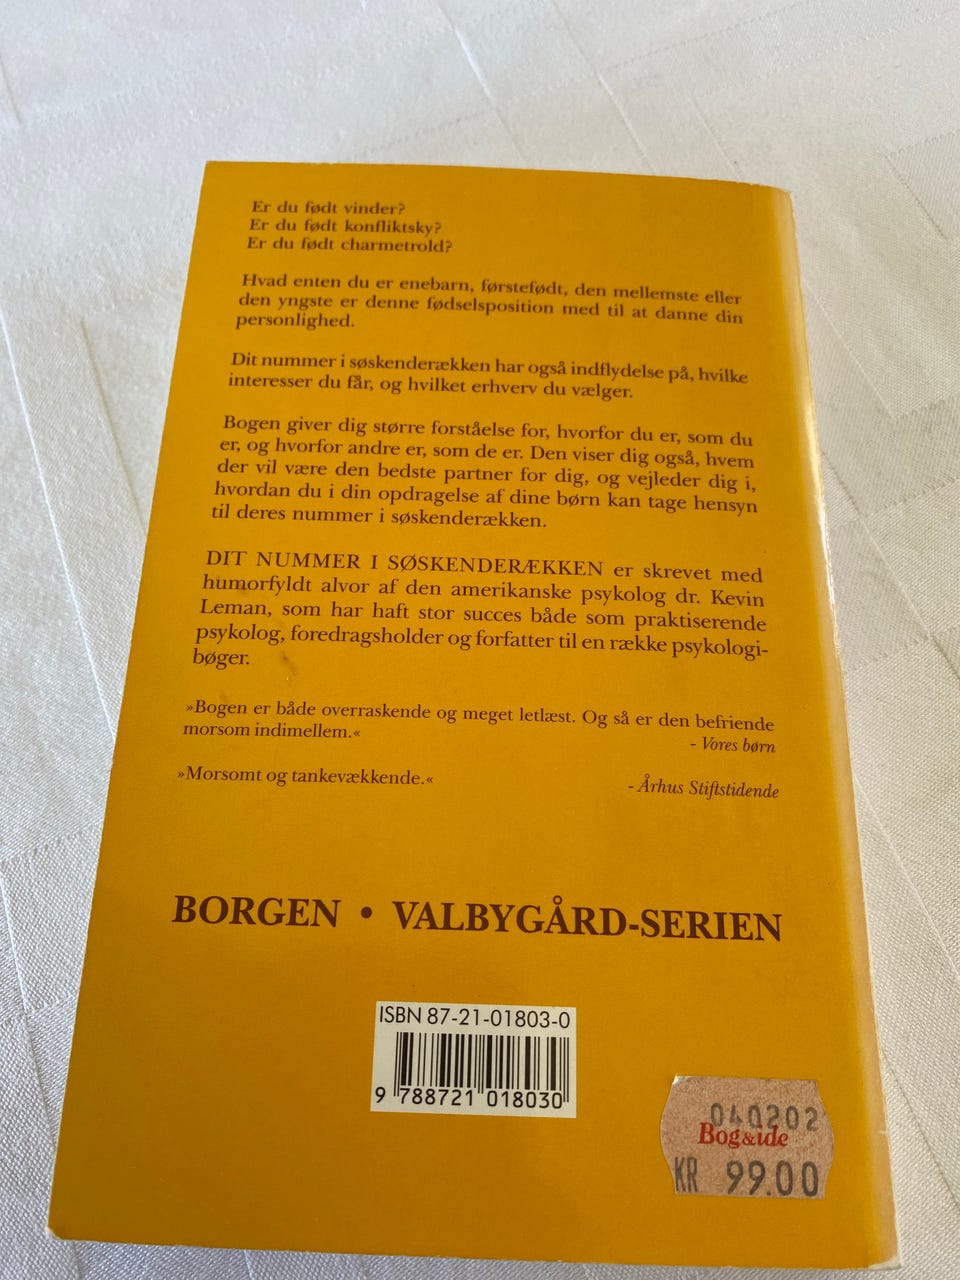 Er du født vinder?
Er du født konfliktsky?
Er du født charmetrold?
Hvad enten du er enebarn, førstefødt, den mellemste eller
den yngste er denne fødselsposition med til at danne din
personlighed.
Dit nummer i søskenderækken har også indflydelse på, hvilke
interesser du får, og hvilket erhverv du vælger.
Bogen giver dig større forståelse for, hvorfor du er, som du
er, og hvorfor andre er, som de er. Den viser dig også, hvem
der vil være den bedste partner for dig, og vejleder dig i,
hvordan du i din opdragelse af dine børn kan tage hensyn
til deres nummer i søskenderækken.
DIT NUMMER I SØSKENDERÆKKEN er skrevet med
humorfyldt alvor af den amerikanske psykolog dr. Kevin
Leman, som har haft stor succes både som praktiserende
psykolog, foredragsholder og forfatter til en række psykologi-
bøger.
»Bogen er både overraskende og meget letlæst. Og så er den befriende
morsom indimellem.«
- Vores børn
»Morsomt og tankevækkende.«
- Århus Stiftstidende
BORGEN • VALBYGÅRD-SERIEN
ISBN 87-21-01803-0
9 788721 018030
040202
Bog&ide
KR 99.00